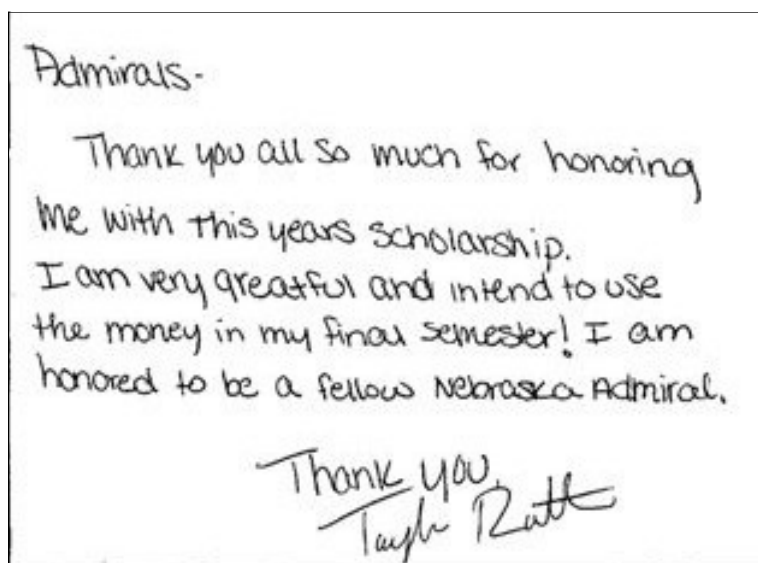 Admirals-
Thank you all so much for honoring
me with this years scholarship.
I am very greatful and intend to use
the money in my final semester! I am
honored to be a fellow Nebraska Admiral.
Thank you,